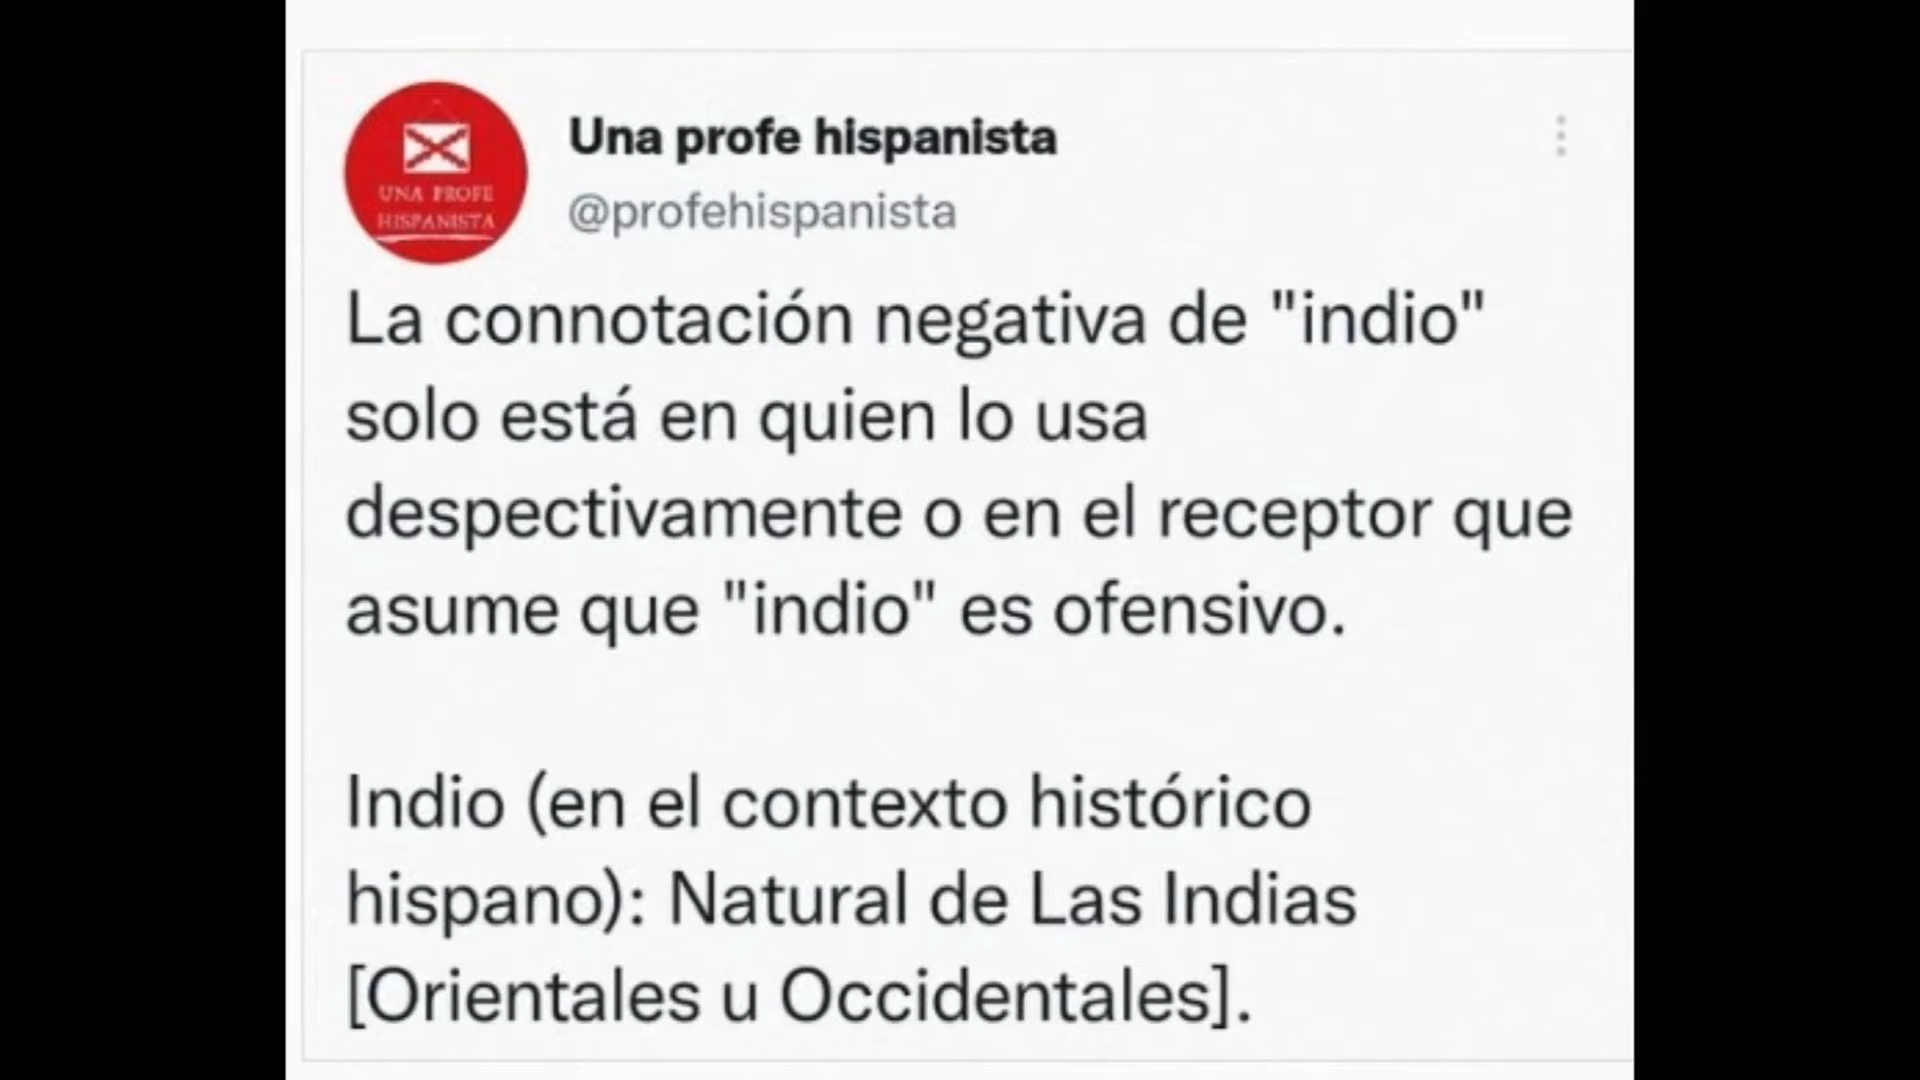 UNA PROFE
HISPANISTA
Una profe hispanista
@profehispanista
La connotación negativa de "indio"
solo está en quien lo usa
despectivamente o en el receptor que
asume que "indio" es ofensivo.
Indio (en el contexto histórico
hispano): Natural de Las Indias
[Orientales u Occidentales].